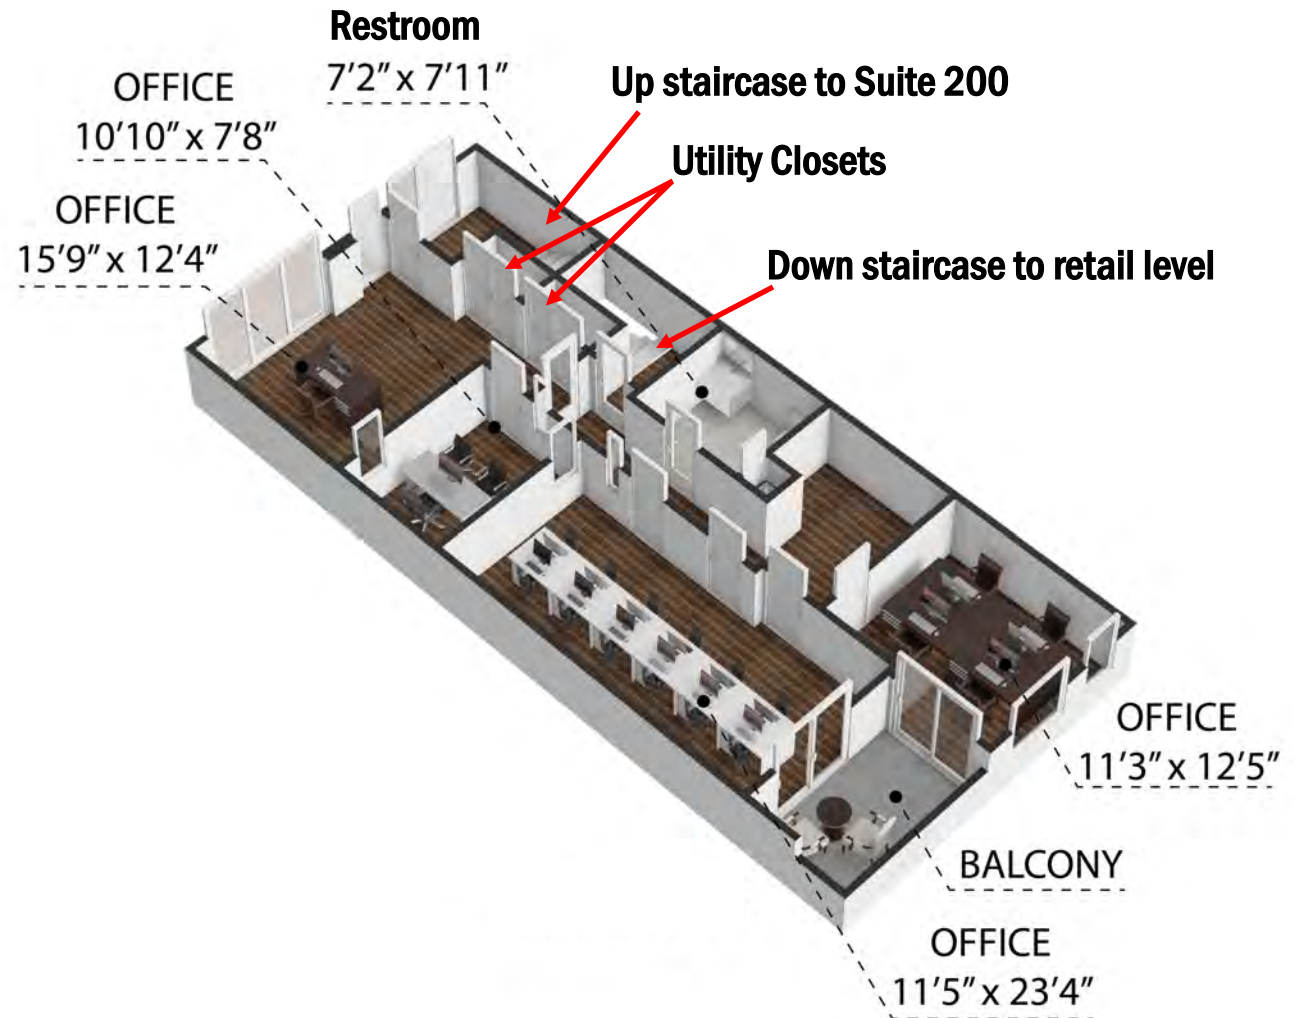 Restroom
7'2” x 7'11”
OFFICE
10'10” x 7'8”
Up staircase to Suite 200
Utility Closets
OFFICE
15'9” x 12'4”
Down staircase to retail level
OFFICE
11'3” x 12'5”
BALCONY
OFFICE
11'5” x 23'4”